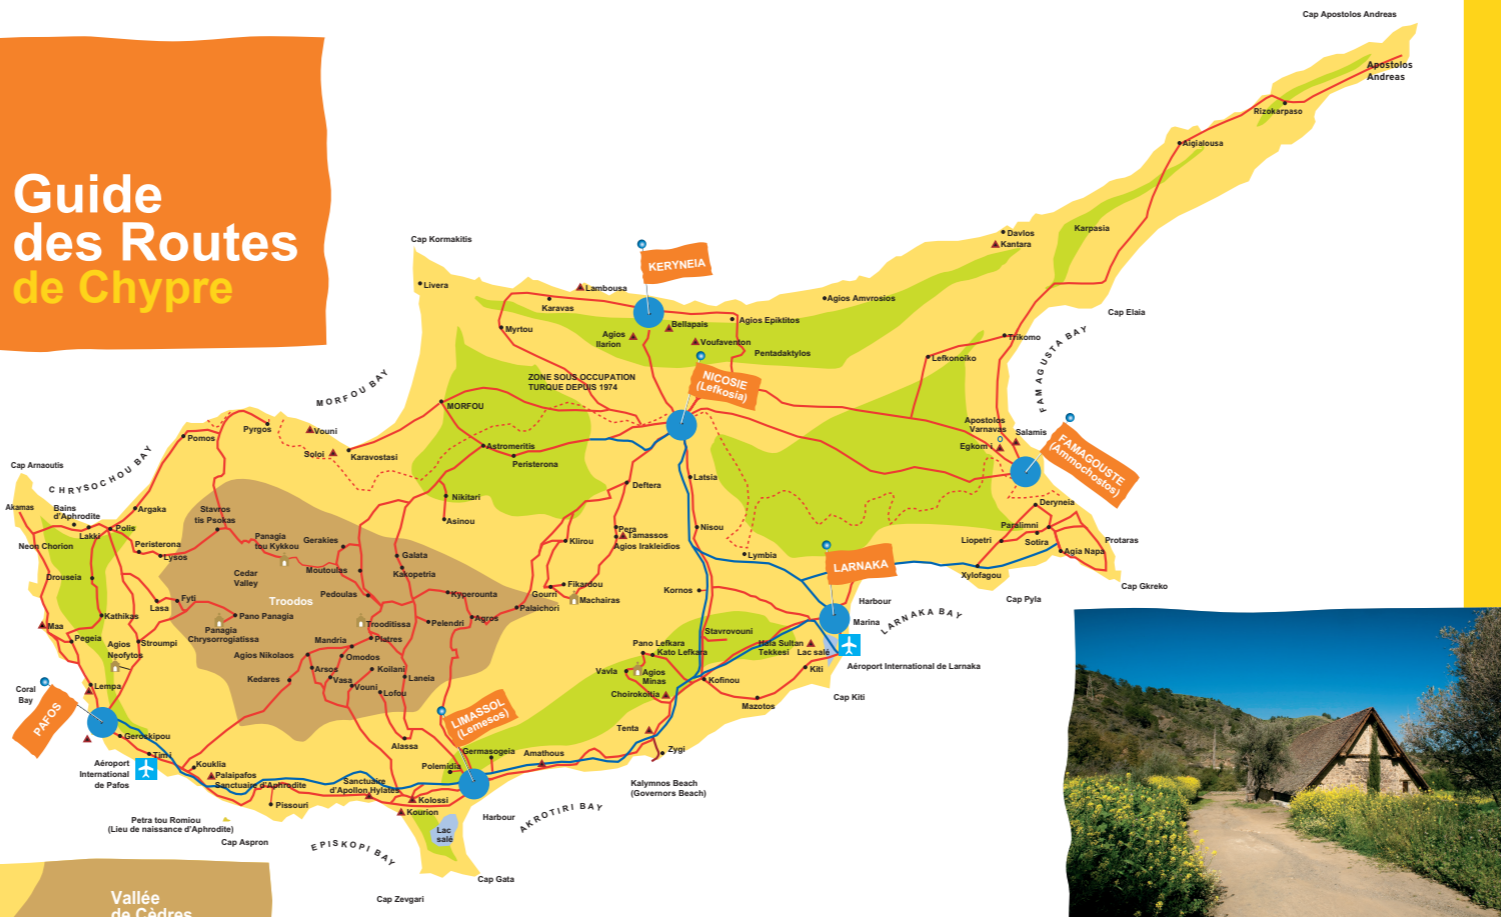 Guide
des Routes
de Chypre
Cap Apostolos Andreas
Apostolos
Andreas
Rizokarpaso
Aigialousa
Karpasia
Davlos
Kantara
Cap Elaia
Cap Kormakitis
Livera
KERYNEIA
Lambousa
Karavas
Myrtou
Agios
Ilarion
Bellapais
Agios Epiktitos
Agios Amvrosios
Voufaventon
Pentadaktylos
Trikomo
Lefkonoiko
FAMAGUSTA BAY
ZONE SOUS OCCUPATION
TURQUE DEPUIS 1974
NICOSIE
(Lefkosia)
MORFOU BAY
MORFOU
Apostolos
Varnavas
Salamis
Egkomi
FAMAGOUSTE
(Ammochostos)
Pyrgos
Vouni
Soloi
Karavostasi
Pomos
Astromeritis
Peristerona
CHRYSOCHOU BAY
Cap Arnaoutis
Akamas
Bains
d'Aphrodite
Lakki
Neon Chorion
Polis
Argaka
Peristerona
Lysos
Stavros
tis Psokas
Panagia
tou Kykkou
Gerakies
Nikitari
Asinou
Deftera
Latsia
Pera
Tamassos
Agios Irakleidios
Klirou
Nisou
Lymbia
Deryneia
Paralimni
Liopetri
Sotira
Protaras
Agia Napa
Xylofagou
Cap Gkreko
Cap Pyla
LARNAKA
Harbour
Marina
LARNAKA BAY
Drouseia
Cedar
Valley
Moutoulas
Galata
Kakopetria
Troodos
Pedoulas
Kyperounta
Fikardou
Gourri
Machairas
Palaichori
Kornos
Fyti
Lasa
Kathikas
Pano Panagia
Panagia
Chrysorrogiatissa
Trooditissa
Pelendri
Agros
Maa
Pegeia
Agios
Neofytos
Stroumpi
Mandria
Platres
Agios Nikolaos
Omodos
Arsos
Koilani
Kedares
Vasa
Vouni
Laneia
Lofou
Stavrovouni
Pano Lefkara
Kato Lefkara
Hala Sultan
Tekkesi
Lac salé
Aéroport International de Larnaka
Kiti
Vavla
Agios
Minas
Kofinou
Choirokoitia
Mazotos
Cap Kiti
Coral
Bay
Lempa
PAFOS
Geroskipou
Timi
Aéroport
International
de Pafos
Kouklia
Palaipafos
Sanctuaire d'Aphrodite
Pissouri
Petra tou Romiou
(Lieu de naissance d'Aphrodite)
Cap Aspron
Alassa
LIMASSOL
(Lemesos)
Polemidia
Germasogeia
Amathous
Tenta
Zygi
Kalymnos Beach
(Governors Beach)
Sanctuaire
d'Apollon Hylates
Kolossi
Kourion
Lac
salé
Harbour
AKROTIRI BAY
EPISKOPI BAY
Cap Gata
Cap Zevgari
Vallée
de Cèdres